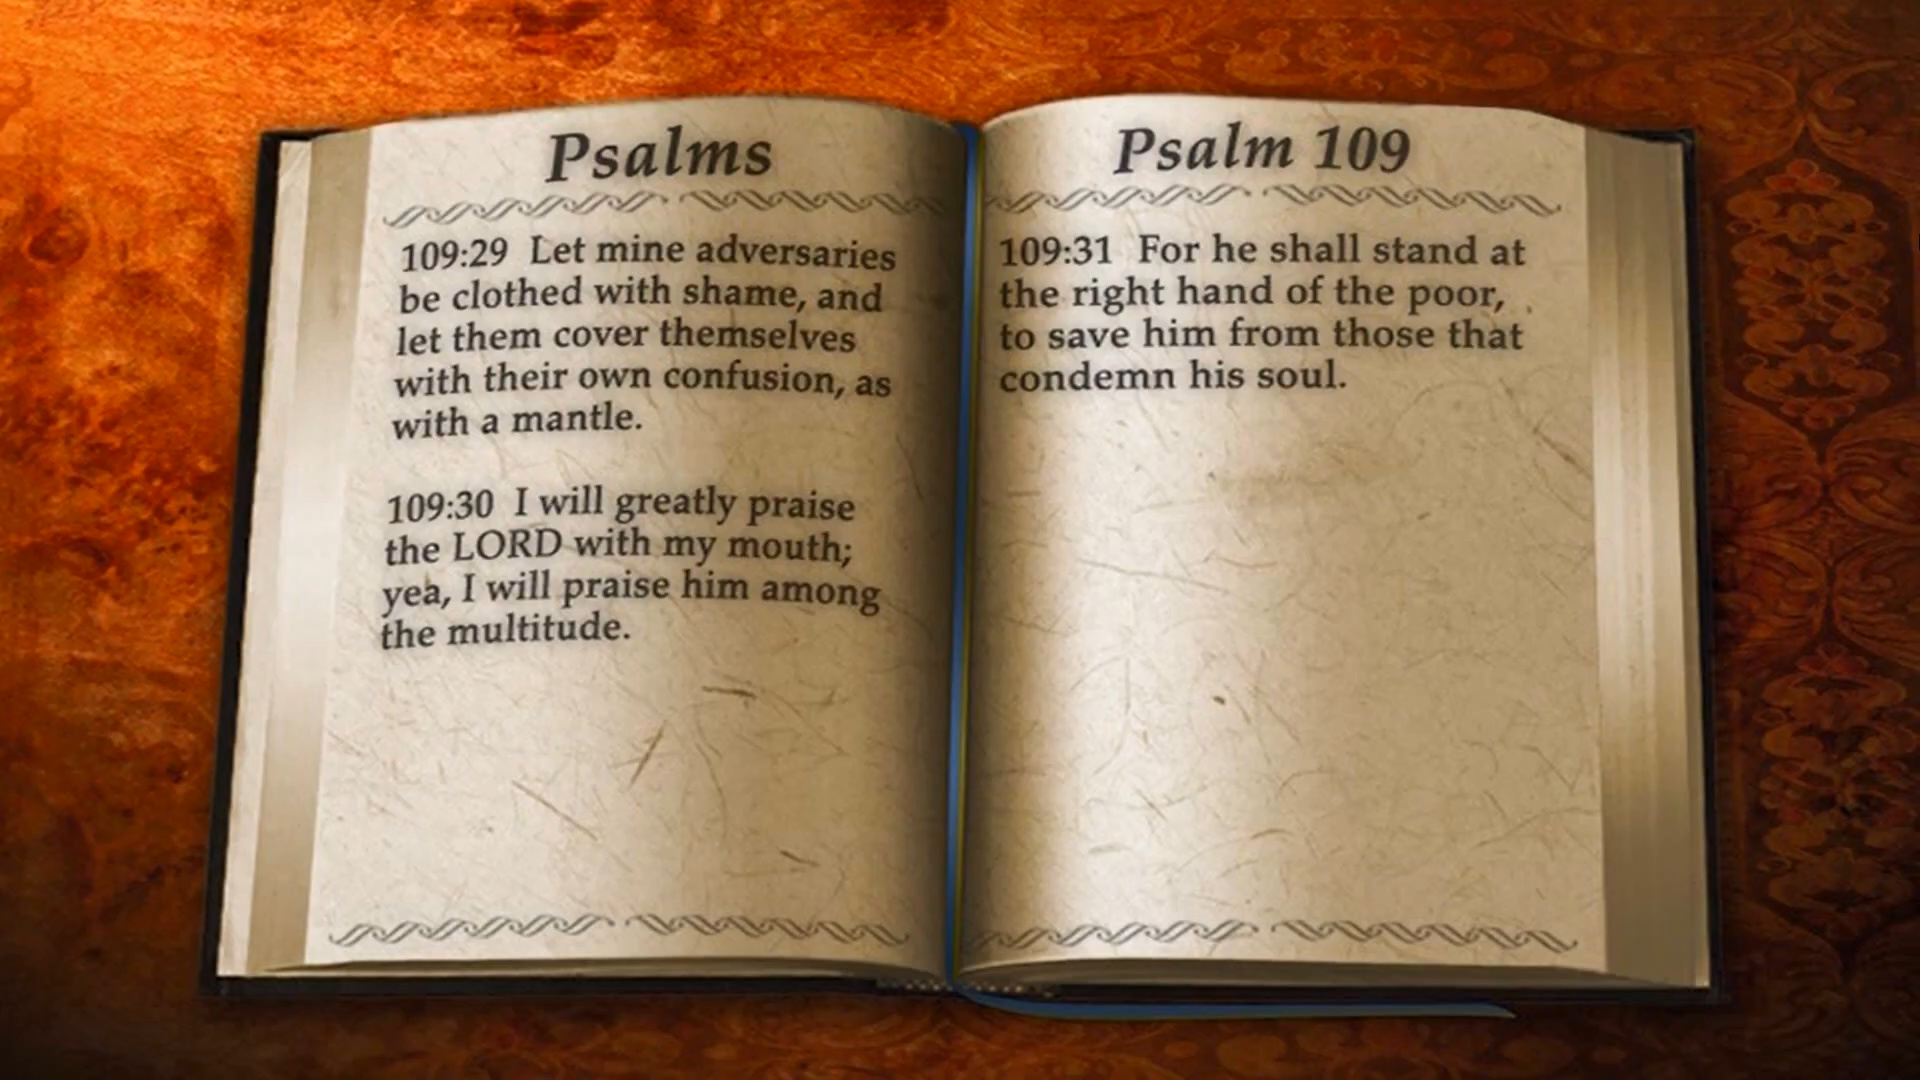 Psalms
109:29 Let mine adversaries
be clothed with shame, and
let them cover themselves
with their own confusion, as
with a mantle.
109:30 I will greatly praise
the LORD with my mouth;
yea, I will praise him among
the multitude.
Psalm 109
109:31 For he shall stand at
the right hand of the poor,
to save him from those that
condemn his soul.